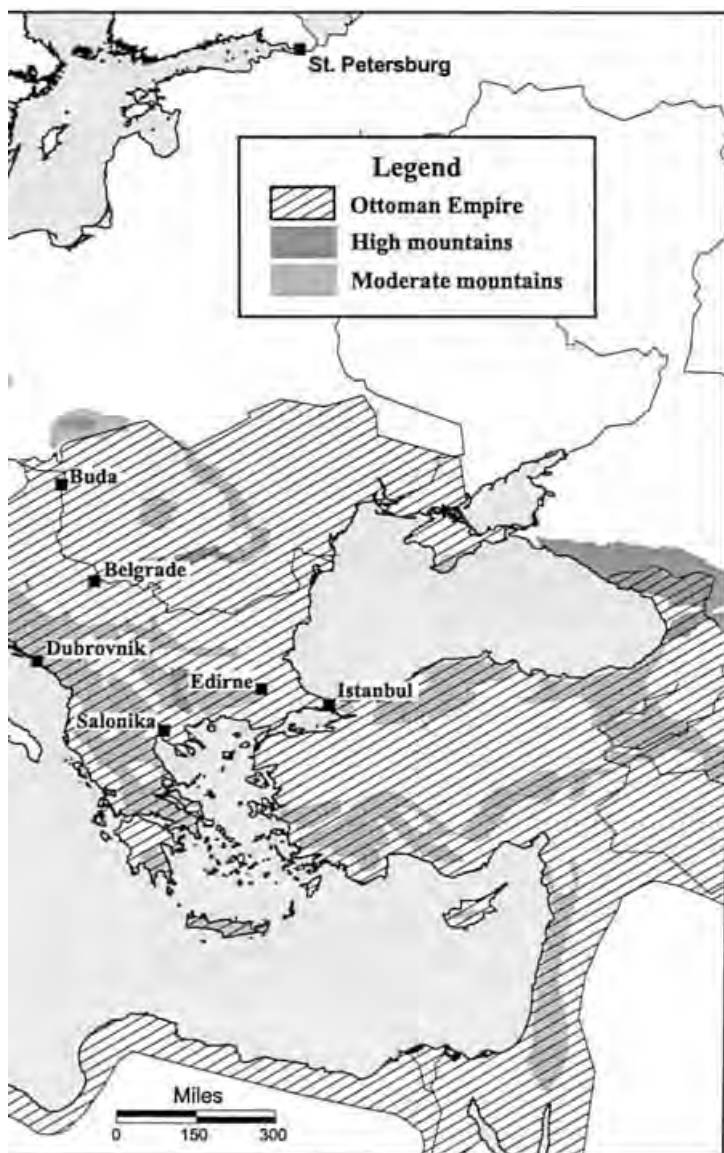 St. Petersburg
Legend
Ottoman Empire
High mountains
Moderate mountains
Buda
Belgrade
Dubrovnik
Edirne
Istanbul
Salonika
Miles
0 150 300